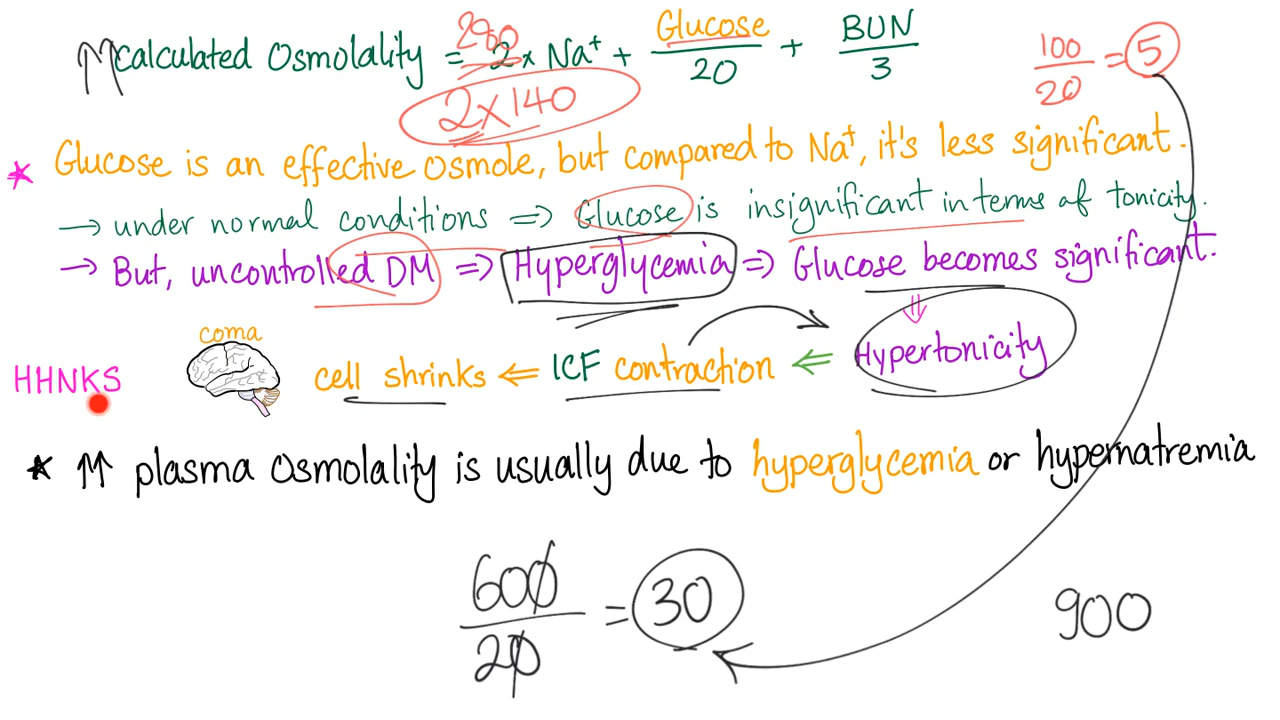 280
↑↑Calculated Osmolality = 2 x Na⁺ + Glucose/20 + BUN/3
100/20 = 5
2 x 140
* Glucose is an effective osmole, but compared to Na⁺, it's less significant.
→ under normal conditions ⇒ Glucose is insignificant in terms of tonicity.
→ But, uncontrolled DM ⇒ Hyperglycemia ⇒ Glucose becomes significant.
⇓
coma
HHNKS cell shrinks ⇐ ICF contraction ⇐ Hypertonicity
* ↑↑ plasma Osmolality is usually due to hyperglycemia or hypernatremia
600/20 = 30
900